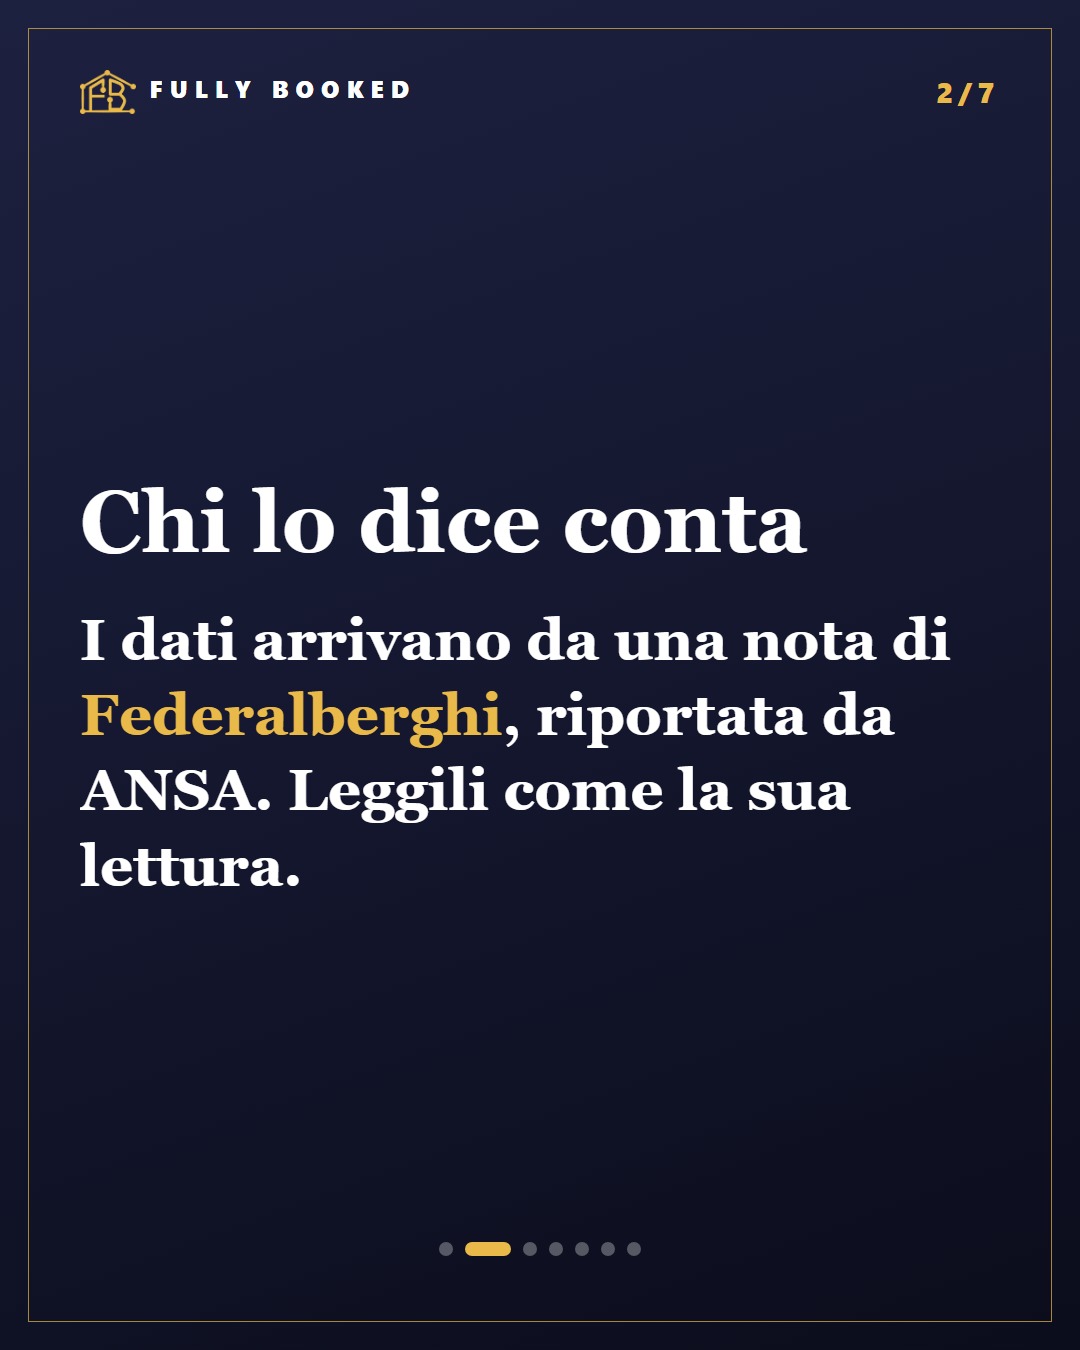 FB FULLY BOOKED
2/7
Chi lo dice conta
I dati arrivano da una nota di
Federalberghi, riportata da
ANSA. Leggili come la sua
lettura.